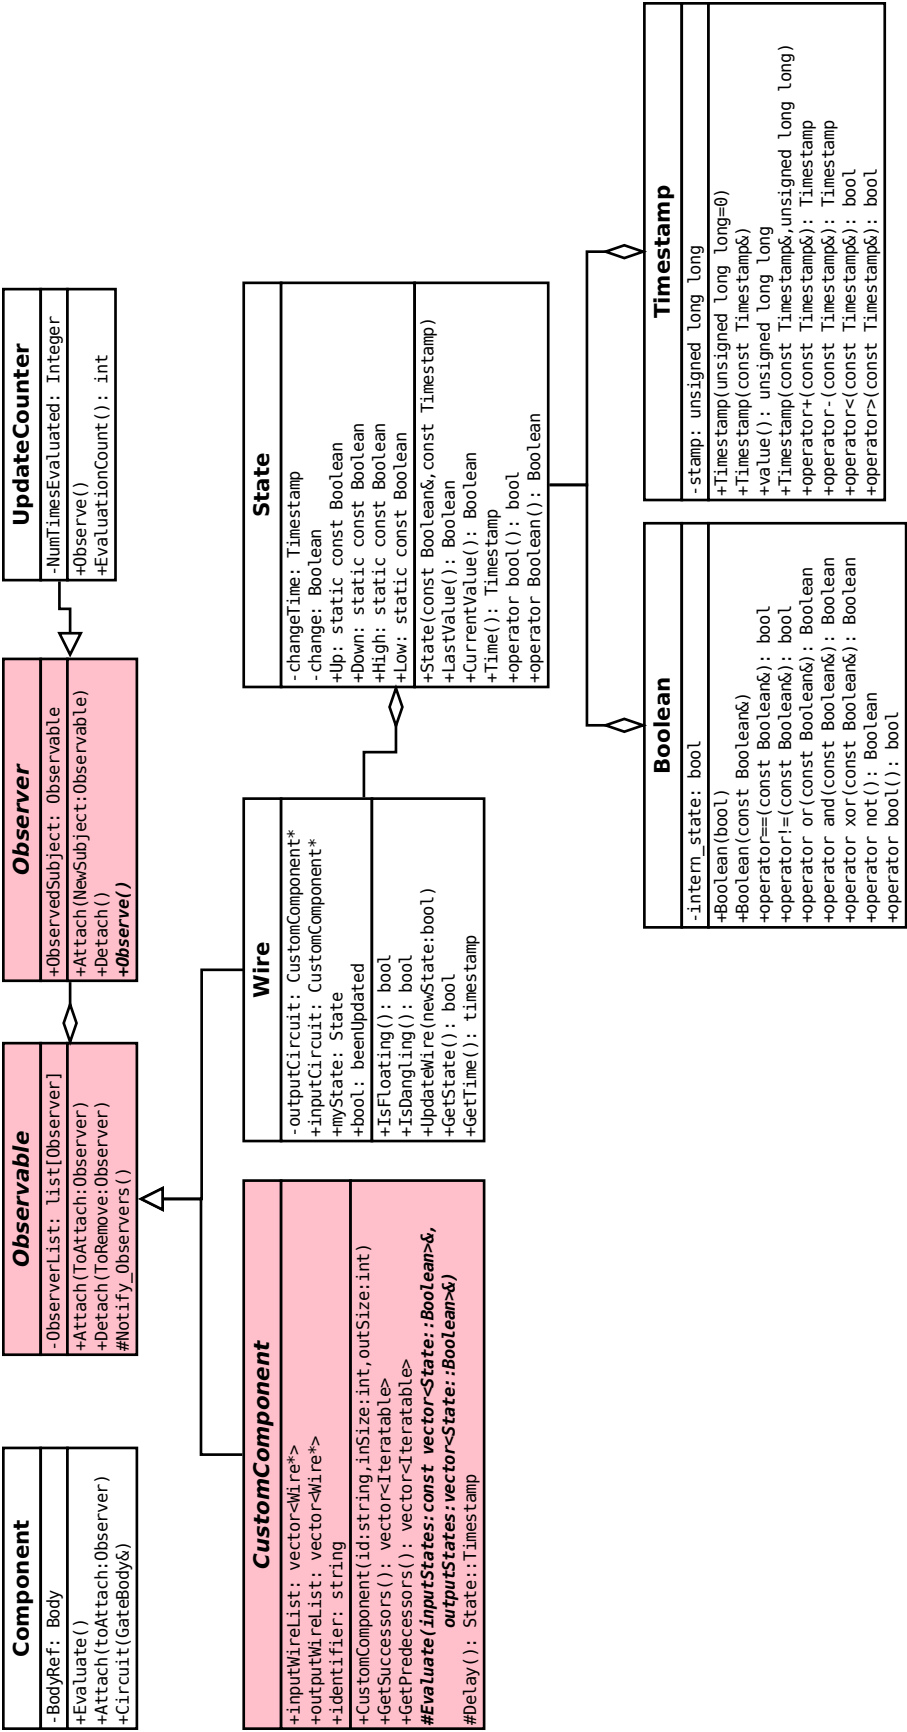 Component
-BodyRef: Body
+Evaluate()
+Attach(toAttach:Observer)
+Circuit(GateBody&)
Observable
-ObserverList: list[Observer]
+Attach(ToAttach:Observer)
+Detach(ToRemove:Observer)
#Notify_Observers()
Observer
+ObservedSubject: Observable
+Attach(NewSubject:Observable)
+Detach()
+Observe()
UpdateCounter
-NumTimesEvaluated: Integer
+Observe()
+EvaluationCount(): int
CustomComponent
+inputWireList: vector<Wire*>
+outputWireList: vector<Wire*>
+identifier: string
+CustomComponent(id:string,inSize:int,outSize:int)
+GetSuccessors(): vector<Iteratable>
+GetPredecessors(): vector<Iteratable>
#Evaluate(inputStates:const vector<State::Boolean>&,
outputStates:vector<State::Boolean>&)
#Delay(): State::Timestamp
Wire
-outputCircuit: CustomComponent*
+inputCircuit: CustomComponent*
+myState: State
+bool: beenUpdated
+IsFloating(): bool
+IsDangling(): bool
+UpdateWire(newState:bool)
+GetState(): bool
+GetTime(): timestamp
State
-changeTime: Timestamp
-change: Boolean
+Up: static const Boolean
+Down: static const Boolean
+High: static const Boolean
+Low: static const Boolean
+State(const Boolean&,const Timestamp)
+LastValue(): Boolean
+CurrentValue(): Boolean
+Time(): Timestamp
+operator bool(): bool
+operator Boolean(): Boolean
Boolean
-intern_state: bool
+Boolean(bool)
+Boolean(const Boolean&)
+operator==(const Boolean&): bool
+operator!=(const Boolean&): bool
+operator or(const Boolean&): Boolean
+operator and(const Boolean&): Boolean
+operator xor(const Boolean&): Boolean
+operator not(): Boolean
+operator bool(): bool
Timestamp
-stamp: unsigned long long
+Timestamp(unsigned long long=0)
+Timestamp(const Timestamp&)
+value(): unsigned long long
+Timestamp(const Timestamp&,unsigned long long)
+operator+(const Timestamp&): Timestamp
+operator-(const Timestamp&): Timestamp
+operator<(const Timestamp&): bool
+operator>(const Timestamp&): bool